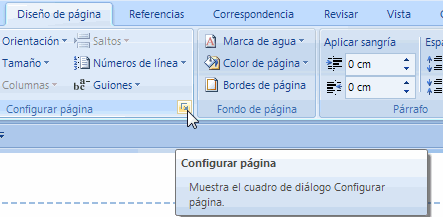 Diseño de página Referencias Correspondencia Revisar Vista
Orientación Saltos Marca de agua Aplicar sangría
Tamaño Números de línea Color de página 0 cm
Columnas Guiones Bordes de página 0 cm
Configurar página Fondo de página Párrafo
Configurar página
Muestra el cuadro de diálogo Configurar
página.